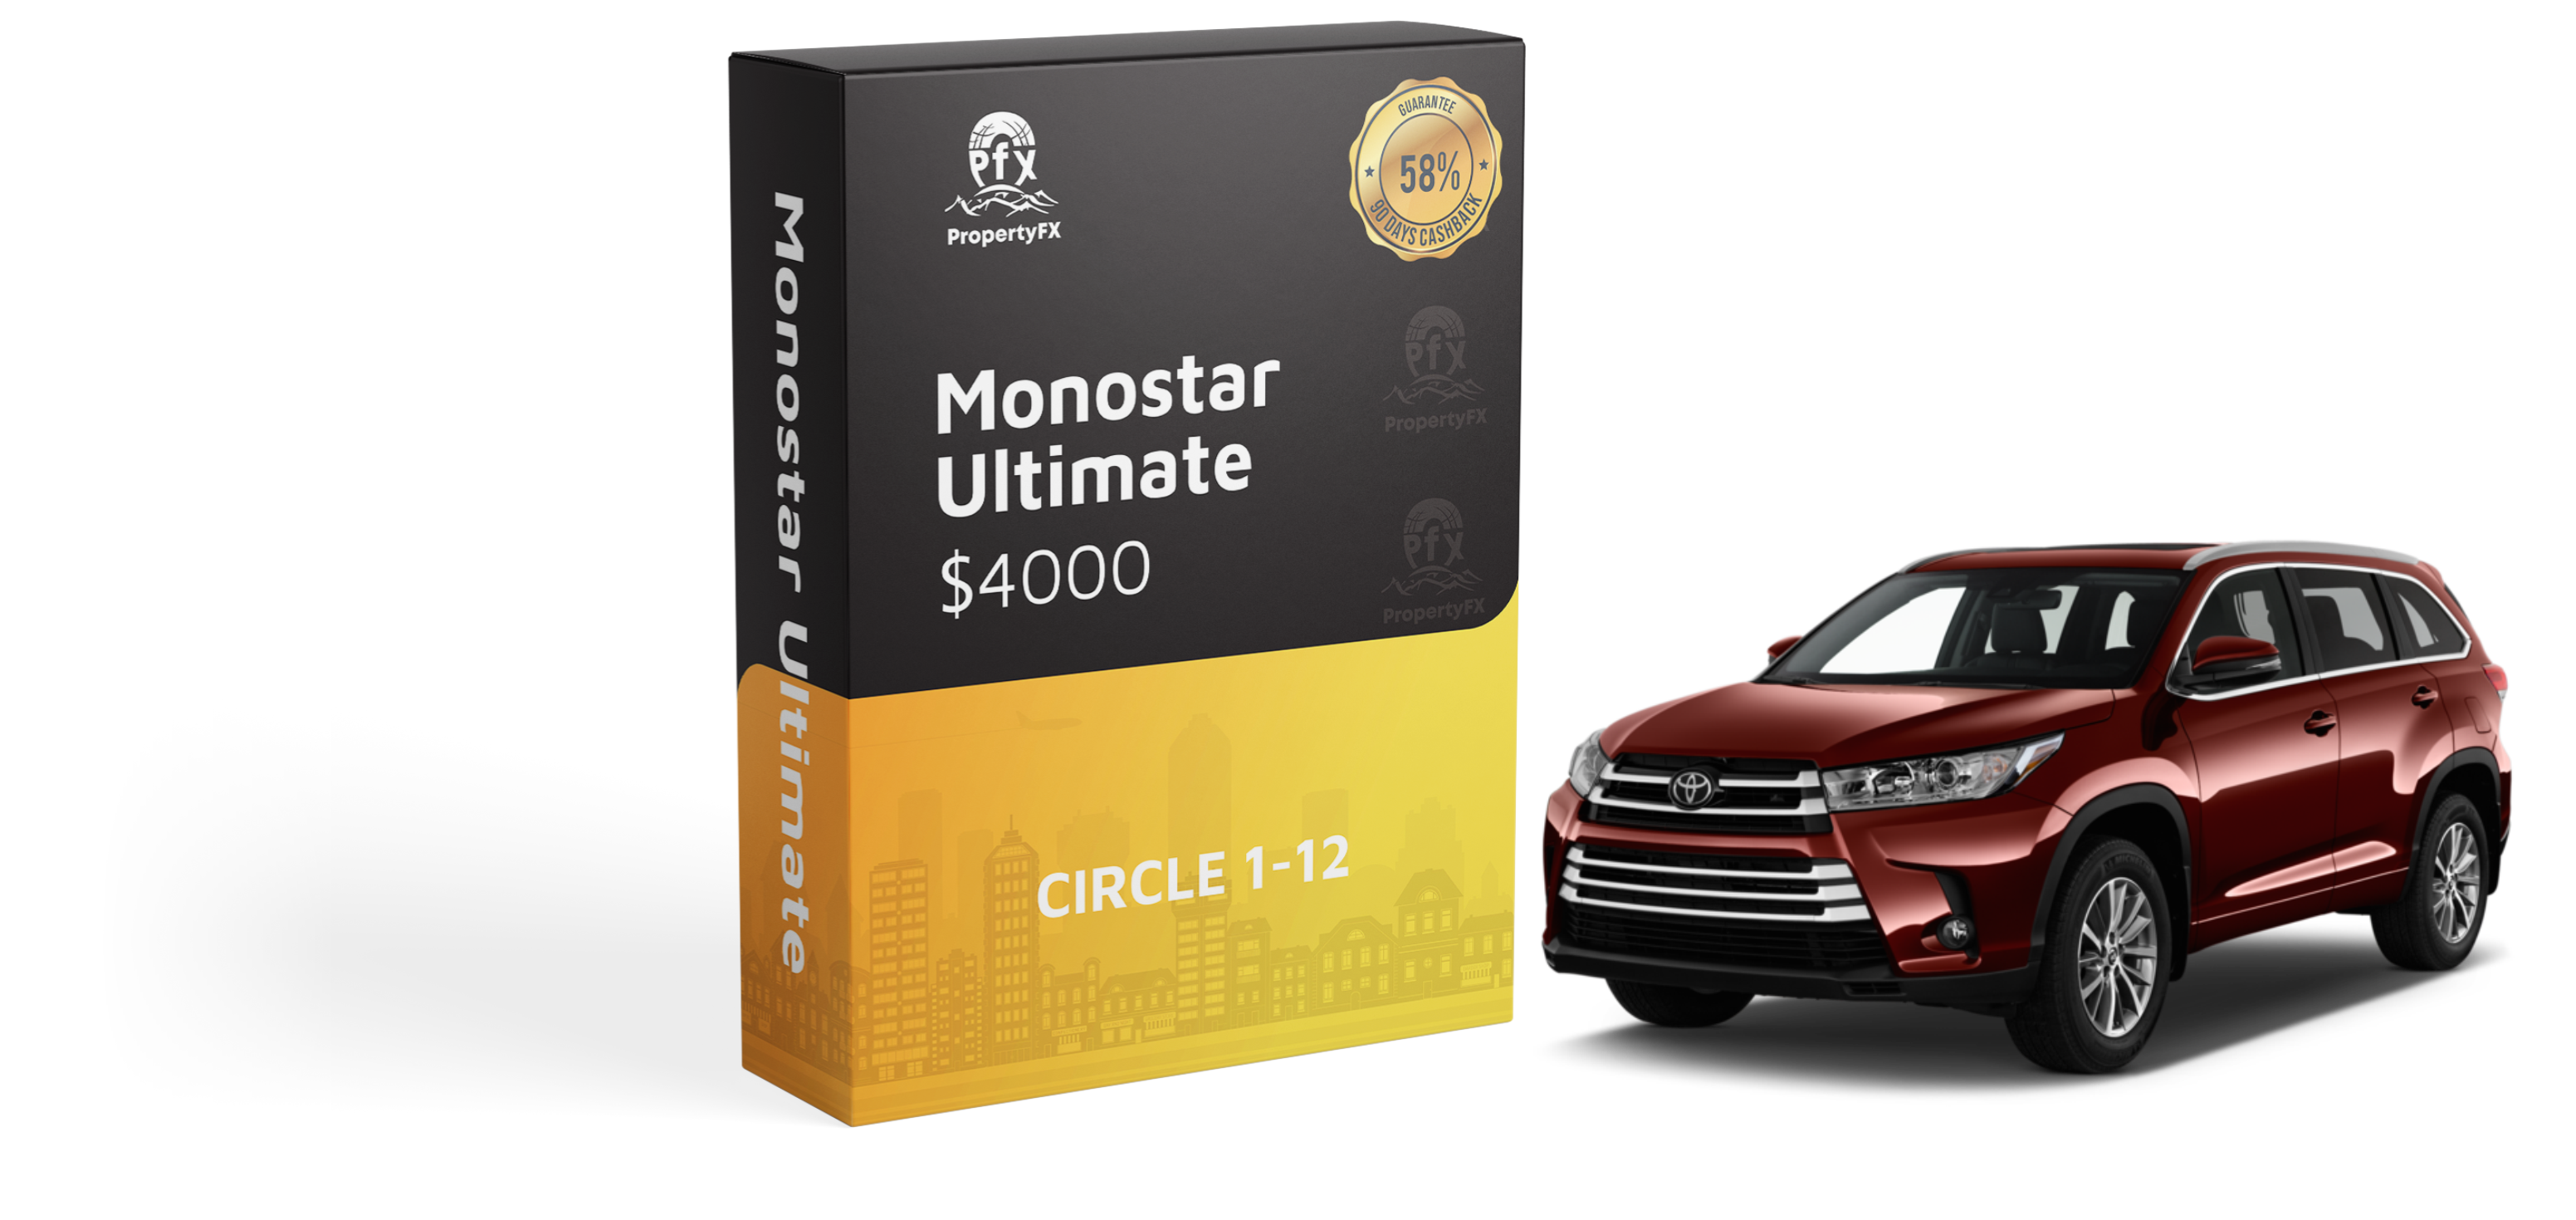 Monostar Ultimate
Pfx
PropertyFX
GUARANTEE
58%
90 DAYS CASHBACK
Pfx
PropertyFX
Monostar
Ultimate
$4000
Pfx
PropertyFX
CIRCLE 1-12